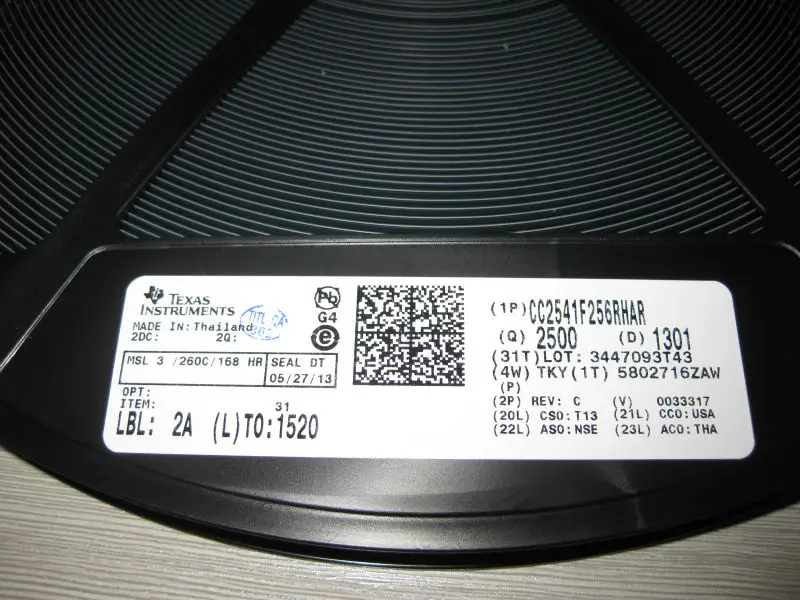 TEXAS
INSTRUMENTS
MADE IN: Thailand
2DC: 2Q:
Pb
G4
e
MSL 3 /260C/168 HR
SEAL DT
05/27/13
OPT:
ITEM:
31
LBL: 2A (L)TO:1520
(1P)CC2541F256RHAR
(Q) 2500 (D) 1301
(31T)LOT: 3447093T43
(4W) TKY(1T) 5802716ZAW
(P)
(2P) REV: C (V) 0033317
(20L) CSO:T13 (21L) CCO:USA
(22L) ASO:NSE (23L) ACO:THA